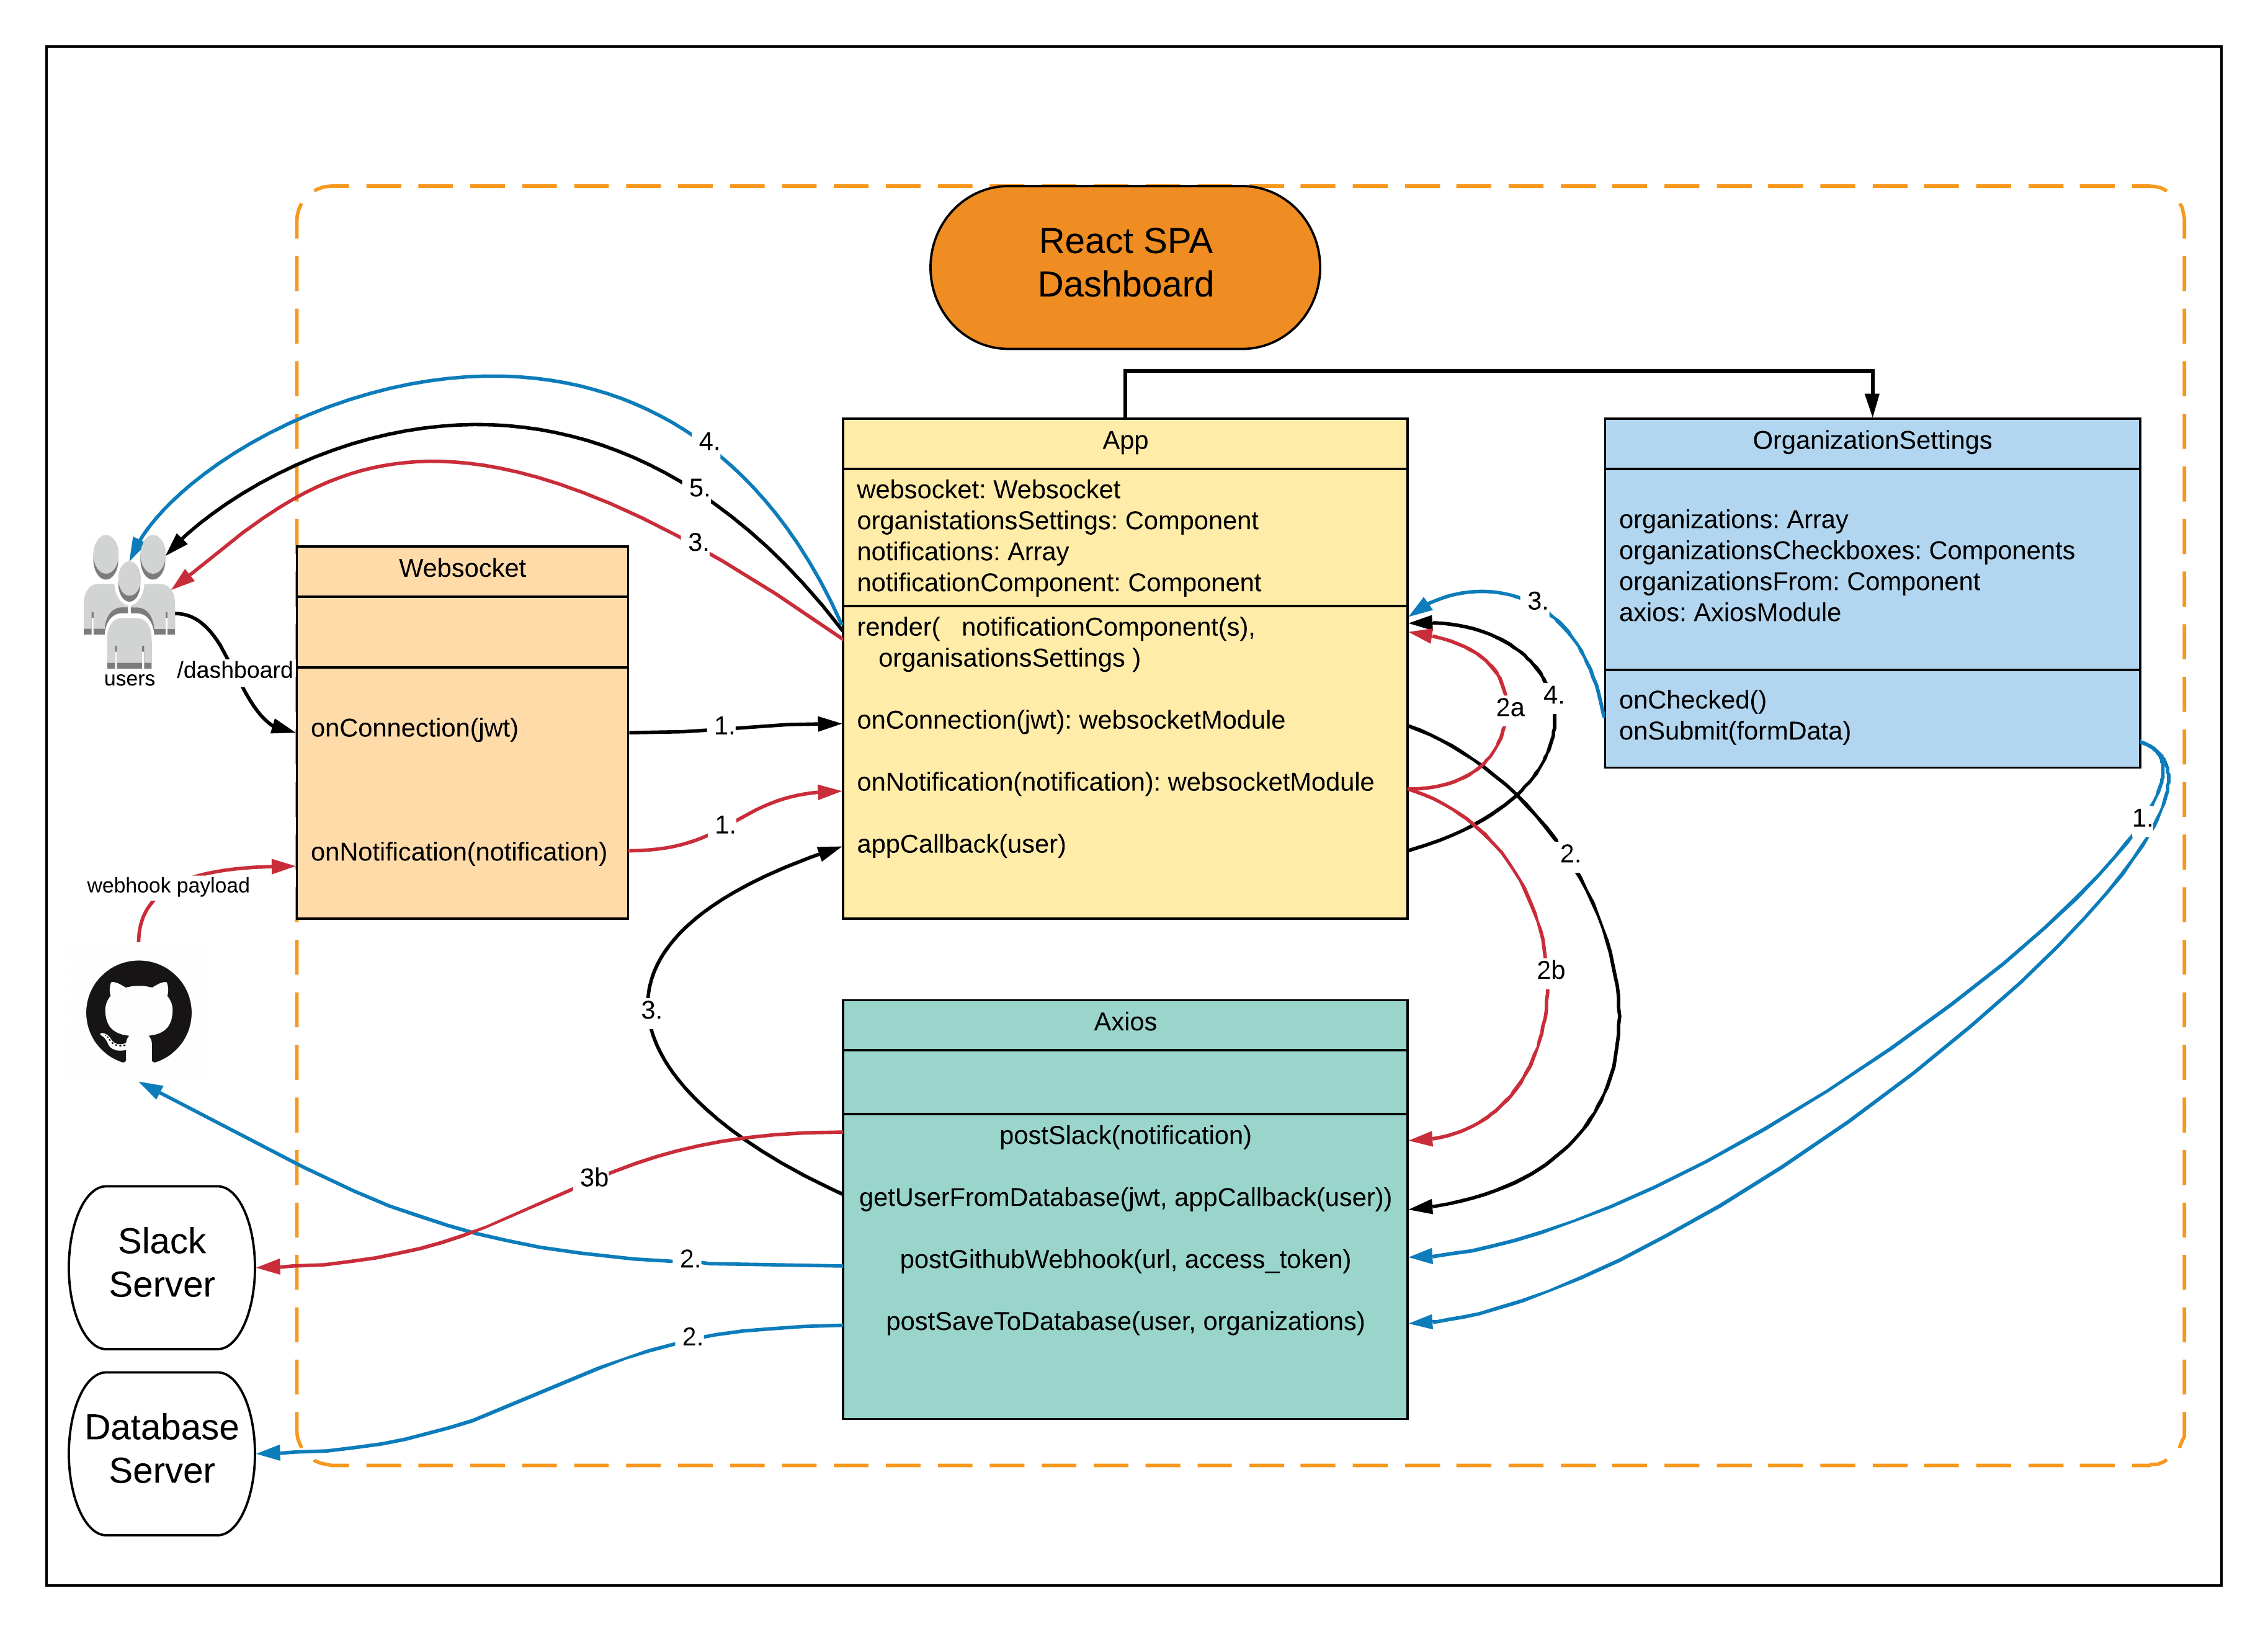 React SPA
Dashboard
4.
5.
3.
users
/dashboard
Websocket
onConnection(jwt)
onNotification(notification)
webhook payload
1.
1.
App
websocket: Websocket
organistationsSettings: Component
notifications: Array
notificationComponent: Component
render( notificationComponent(s),
organisationsSettings )
onConnection(jwt): websocketModule
onNotification(notification): websocketModule
appCallback(user)
OrganizationSettings
organizations: Array
organizationsCheckboxes: Components
organizationsFrom: Component
axios: AxiosModule
onChecked()
onSubmit(formData)
3.
2a
4.
2.
1.
2b
3.
Axios
postSlack(notification)
getUserFromDatabase(jwt, appCallback(user))
postGithubWebhook(url, access_token)
postSaveToDatabase(user, organizations)
3b
2.
2.
Slack
Server
Database
Server